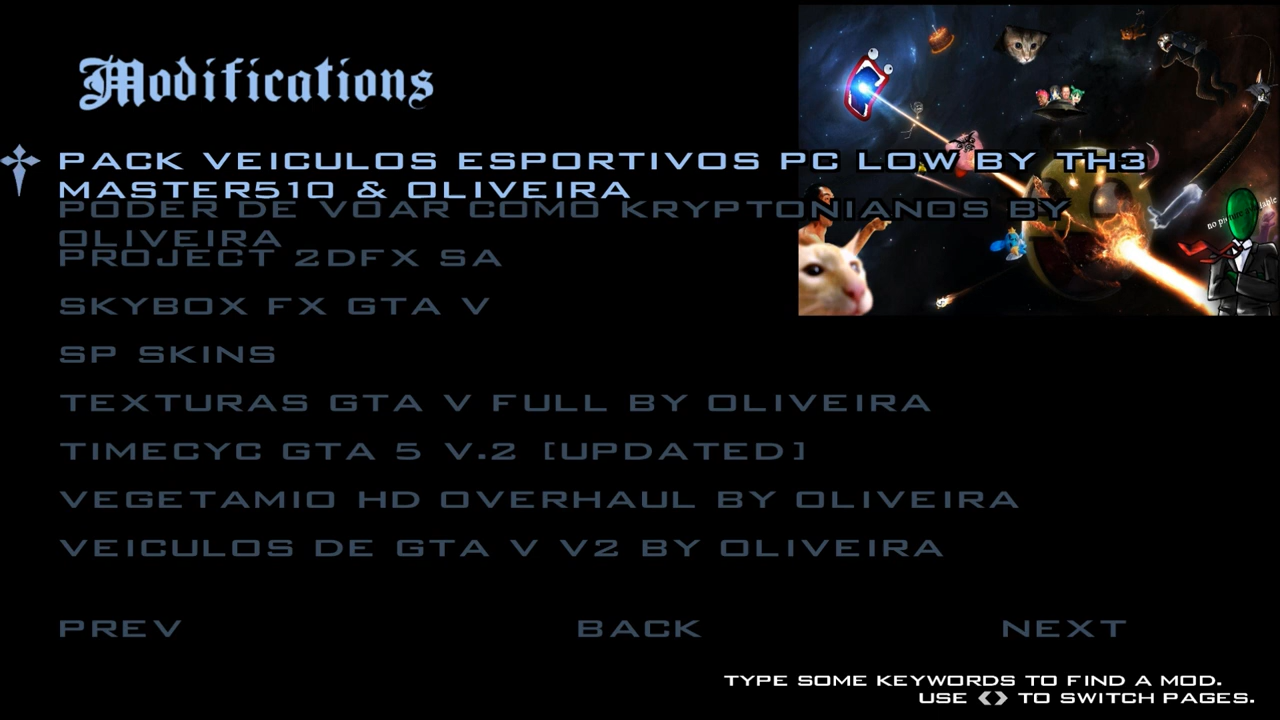 Modifications
PACK VEICULOS ESPORTIVOS PC LOW BY TH3
MASTER510 & OLIVEIRA
PODER DE VOAR COMO KRYPTONIANOS BY
OLIVEIRA
PROJECT 2DFX SA
SKYBOX FX GTA V
SP SKINS
TEXTURAS GTA V FULL BY OLIVEIRA
TIMECYC GTA 5 V.2 [UPDATED]
VEGETAMIO HD OVERHAUL BY OLIVEIRA
VEICULOS DE GTA V V2 BY OLIVEIRA
no picture available
PREV BACK NEXT
TYPE SOME KEYWORDS TO FIND A MOD.
USE <> TO SWITCH PAGES.